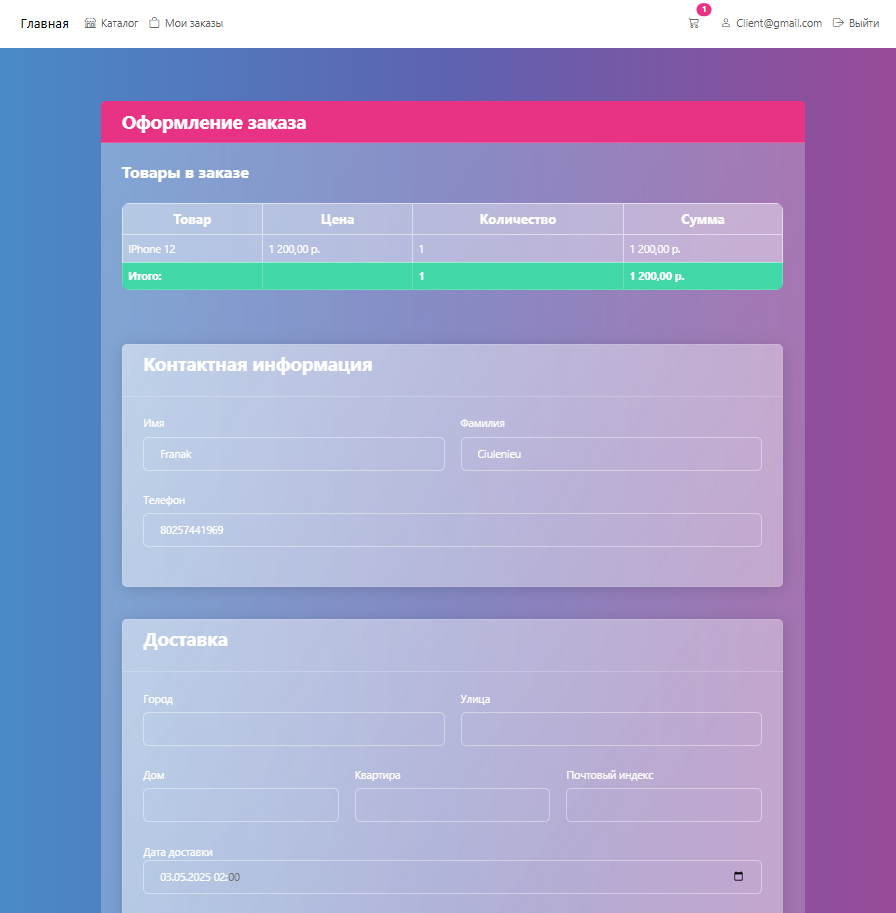 Главная Каталог Мои заказы 1 Client@gmail.com Выйти
Оформление заказа
Товары в заказе
Товар Цена Количество Сумма
IPhone 12 1 200,00 р. 1 1 200,00 р.
Итого: 1 1 200,00 р.
Контактная информация
Имя Фамилия
Franak Ciulenieu
Телефон
80257441969
Доставка
Город Улица
Дом Квартира Почтовый индекс
Дата доставки
03.05.2025 02:00